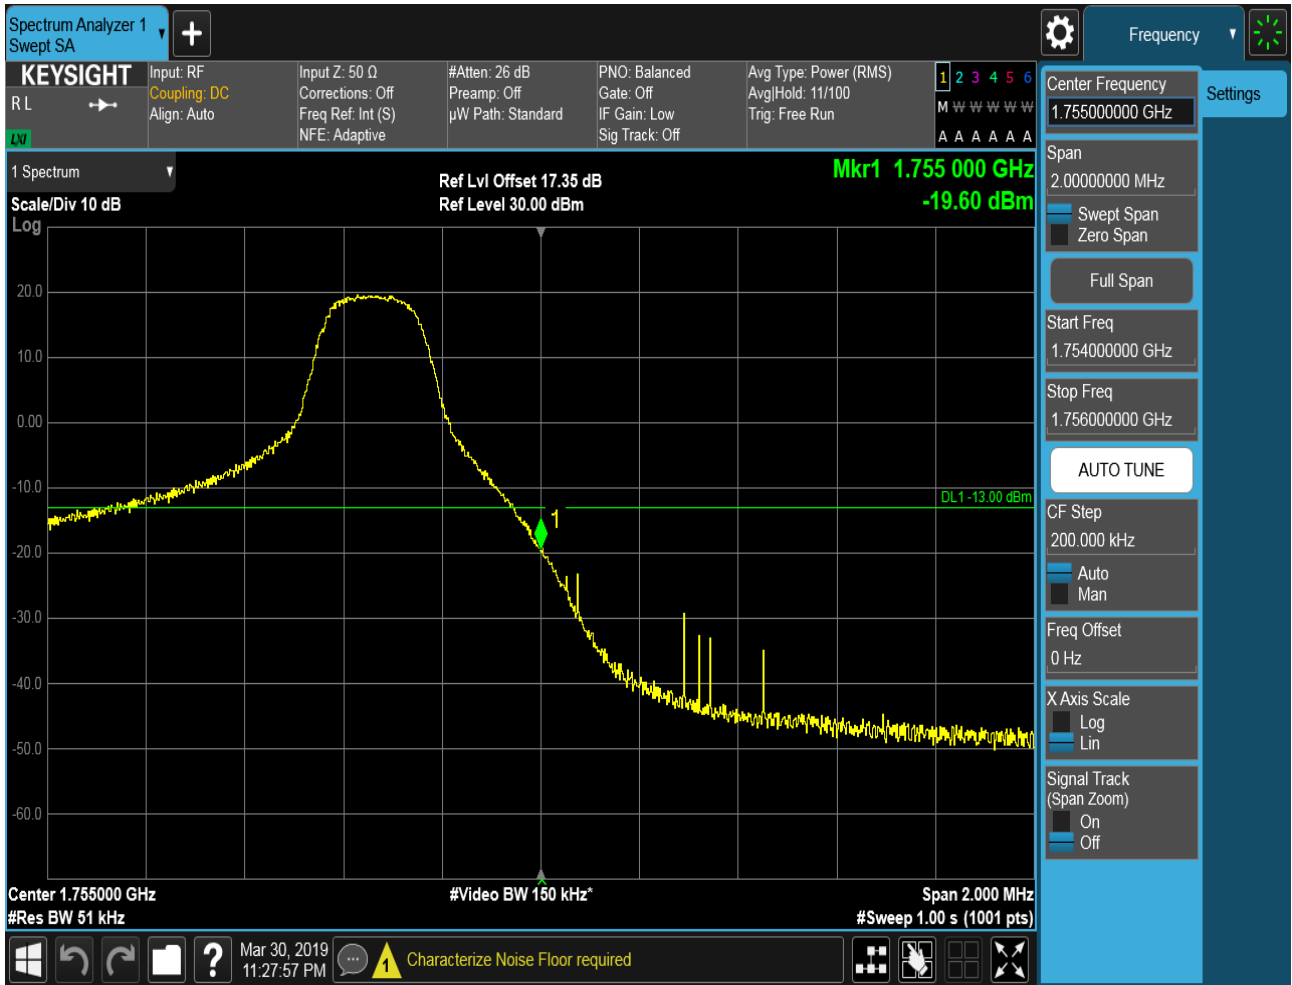 Spectrum Analyzer 1
Swept SA
Frequency
KEYSIGHT
R L
LXI
Input: RF
Coupling: DC
Align: Auto
Input Z: 50 Ω
Corrections: Off
Freq Ref: Int (S)
NFE: Adaptive
#Atten: 26 dB
Preamp: Off
µW Path: Standard
PNO: Balanced
Gate: Off
IF Gain: Low
Sig Track: Off
Avg Type: Power (RMS)
Avg|Hold: 11/100
Trig: Free Run
1 2 3 4 5 6
M W W W W W
A A A A A A
1 Spectrum
Scale/Div 10 dB
Log
Ref Lvl Offset 17.35 dB
Ref Level 30.00 dBm
Mkr1 1.755 000 GHz
-19.60 dBm
20.0
10.0
0.00
-10.0
DL1 -13.00 dBm
1
-20.0
-30.0
-40.0
-50.0
-60.0
Center 1.755000 GHz
#Video BW 150 kHz*
Span 2.000 MHz
#Res BW 51 kHz
#Sweep 1.00 s (1001 pts)
Center Frequency
1.755000000 GHz
Settings
Span
2.00000000 MHz
Swept Span
Zero Span
Full Span
Start Freq
1.754000000 GHz
Stop Freq
1.756000000 GHz
AUTO TUNE
CF Step
200.000 kHz
Auto
Man
Freq Offset
0 Hz
X Axis Scale
Log
Lin
Signal Track
(Span Zoom)
On
Off
?
Mar 30, 2019
11:27:57 PM
1
Characterize Noise Floor required